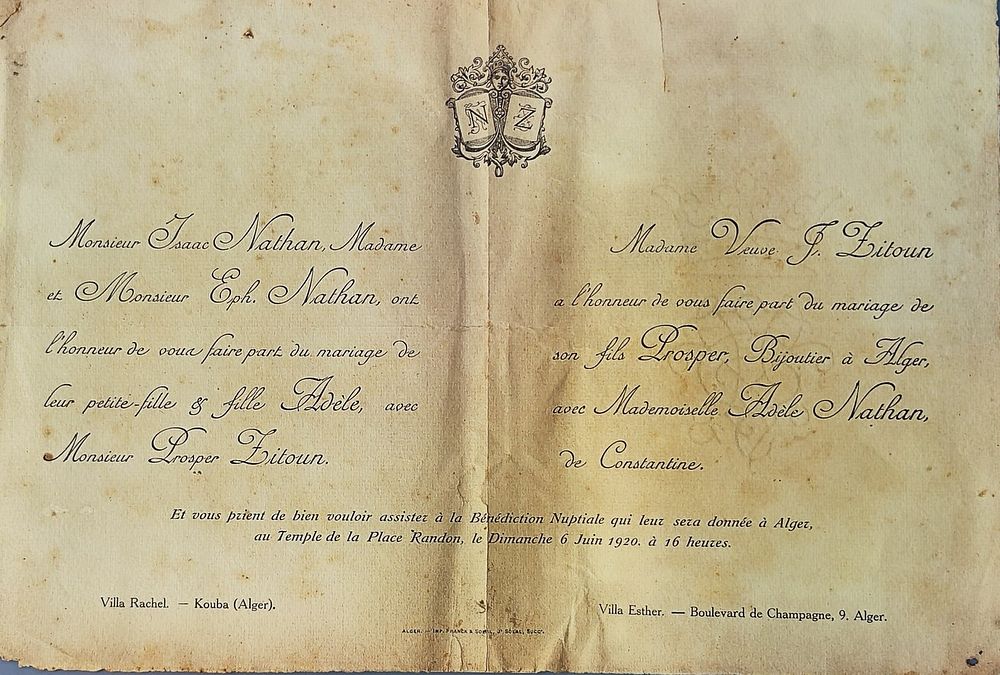 N Z
Monsieur Isaac Nathan, Madame
et Monsieur Eph. Nathan, ont
l'honneur de vous faire part du mariage de
leur petite-fille & fille Adèle, avec
Monsieur Prosper Zitoun.
Madame Veuve J. Zitoun
a l'honneur de vous faire part du mariage de
son fils Prosper, Bijoutier à Alger,
avec Mademoiselle Adèle Nathan,
de Constantine.
Et vous prient de bien vouloir assister à la Bénédiction Nuptiale qui leur sera donnée à Alger,
au Temple de la Place Randon, le Dimanche 6 Juin 1920. à 16 heures.
Villa Rachel. — Kouba (Alger).
Villa Esther. — Boulevard de Champagne, 9. Alger.
ALGER. — IMP. FRANCK &